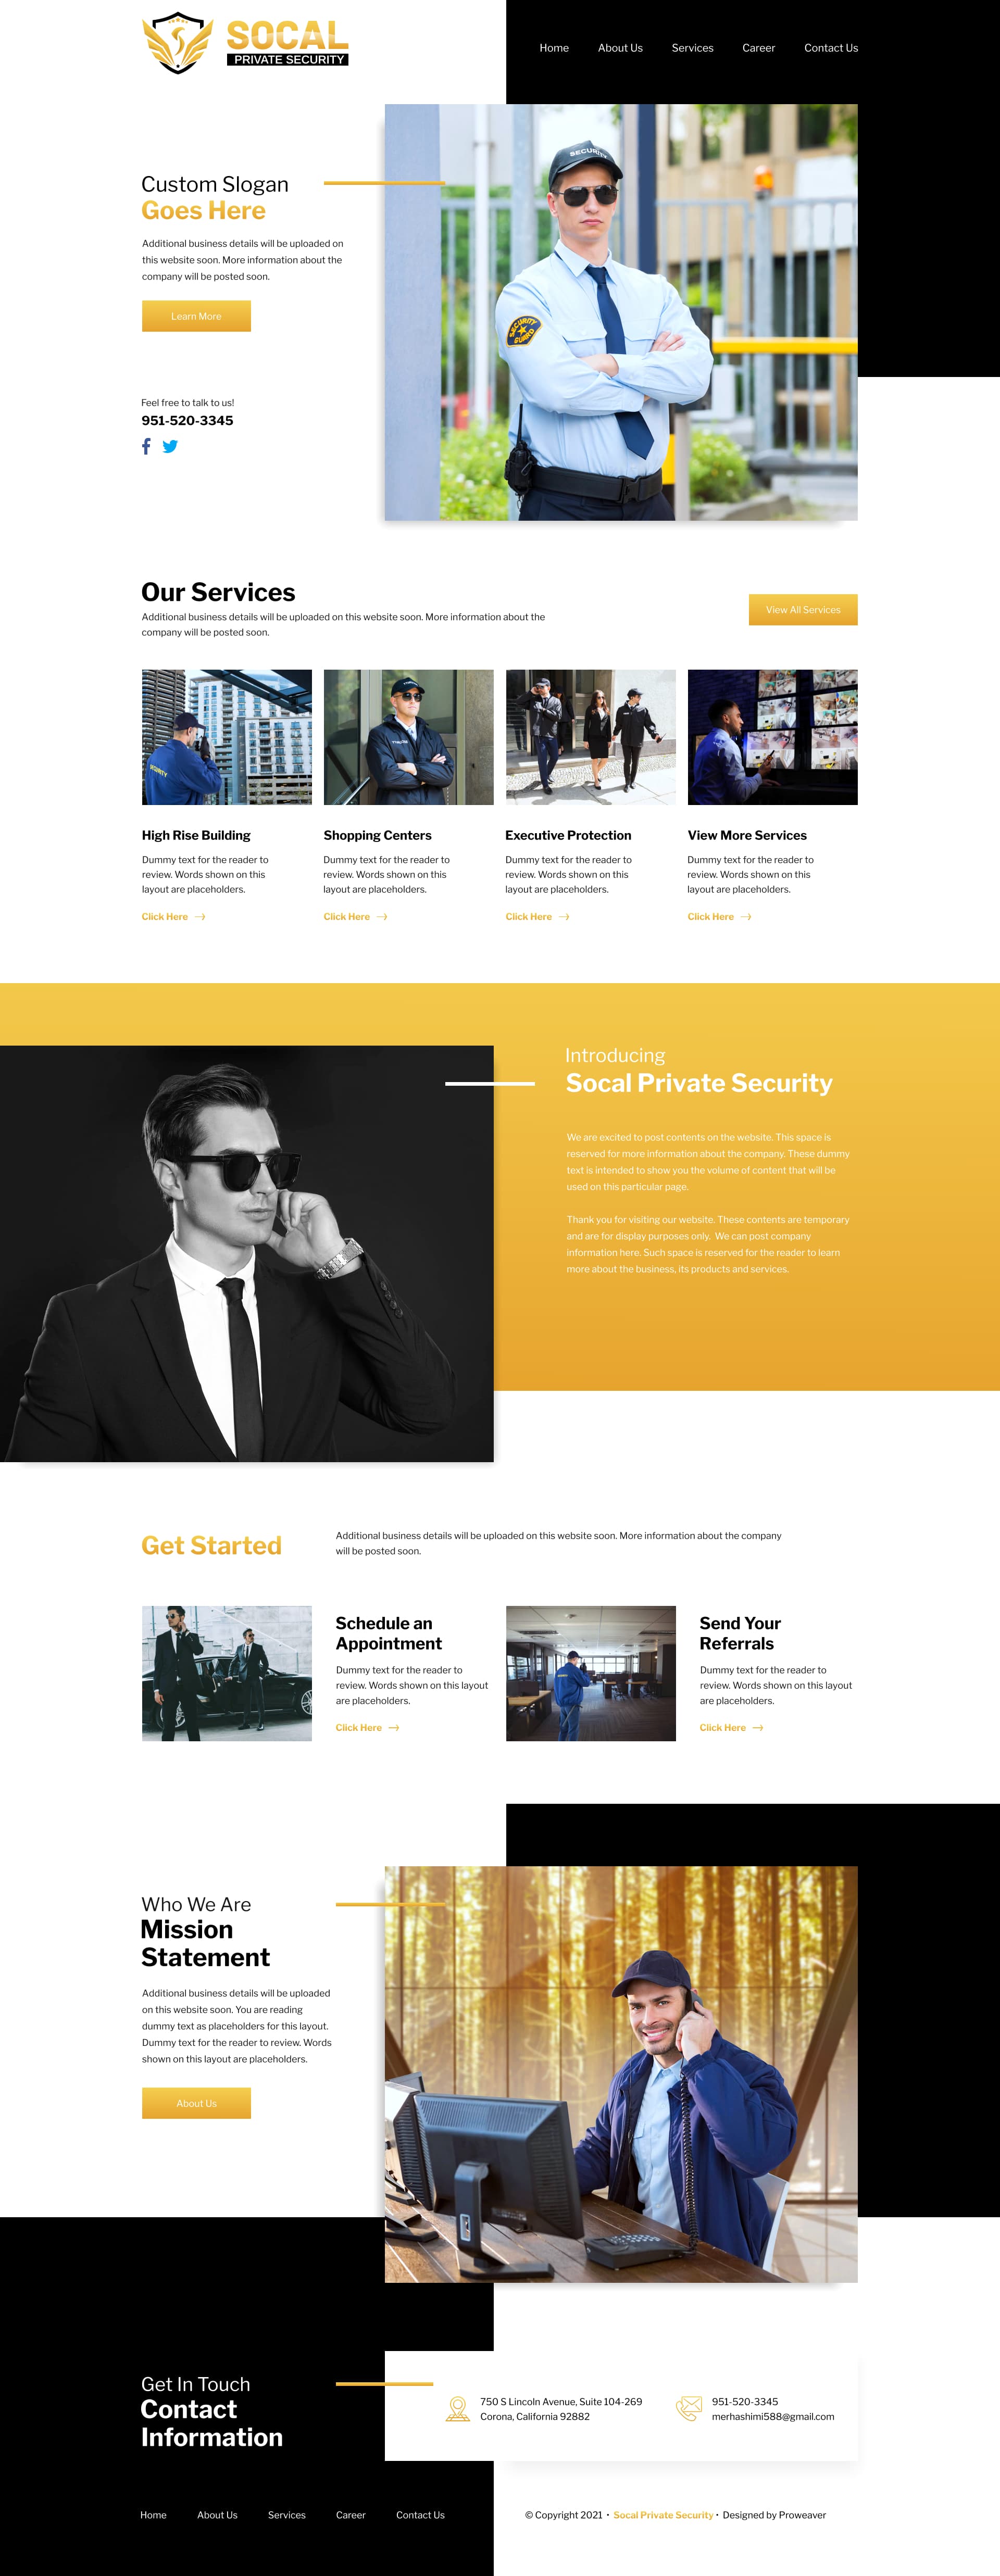 SOCAL
PRIVATE SECURITY
Home About Us Services Career Contact Us
SECURITY
SECURITY
GUARD
Custom Slogan
Goes Here
Additional business details will be uploaded on
this website soon. More information about the
company will be posted soon.
Learn More
Feel free to talk to us!
951-520-3345
Our Services
Additional business details will be uploaded on this website soon. More information about the
company will be posted soon.
View All Services
SECURITY
High Rise Building
Dummy text for the reader to
review. Words shown on this
layout are placeholders.
Click Here
Shopping Centers
Dummy text for the reader to
review. Words shown on this
layout are placeholders.
Click Here
Executive Protection
Dummy text for the reader to
review. Words shown on this
layout are placeholders.
Click Here
View More Services
Dummy text for the reader to
review. Words shown on this
layout are placeholders.
Click Here
Introducing
Socal Private Security
We are excited to post contents on the website. This space is
reserved for more information about the company. These dummy
text is intended to show you the volume of content that will be
used on this particular page.
Thank you for visiting our website. These contents are temporary
and are for display purposes only. We can post company
information here. Such space is reserved for the reader to learn
more about the business, its products and services.
Get Started
Additional business details will be uploaded on this website soon. More information about the company
will be posted soon.
Schedule an
Appointment
Dummy text for the reader to
review. Words shown on this layout
are placeholders.
Click Here
Send Your
Referrals
Dummy text for the reader to
review. Words shown on this layout
are placeholders.
Click Here
Who We Are
Mission
Statement
Additional business details will be uploaded
on this website soon. You are reading
dummy text as placeholders for this layout.
Dummy text for the reader to review. Words
shown on this layout are placeholders.
About Us
Get In Touch
Contact
Information
750 S Lincoln Avenue, Suite 104-269
Corona, California 92882
951-520-3345
merhashimi588@gmail.com
Home About Us Services Career Contact Us
© Copyright 2021 • Socal Private Security • Designed by Proweaver